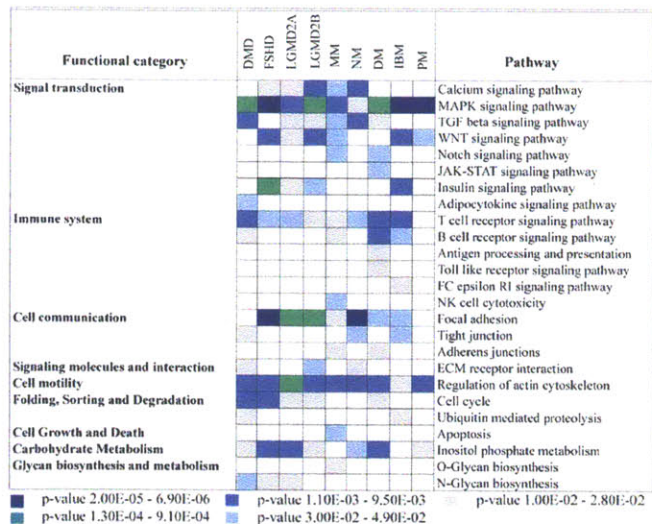 Functional category DMD FSHD LGMD2A LGMD2B MM NM DM IBM PM Pathway
Signal transduction Calcium signaling pathway
MAPK signaling pathway
TGF beta signaling pathway
WNT signaling pathway
Notch signaling pathway
JAK-STAT signaling pathway
Insulin signaling pathway
Adipocytokine signaling pathway
Immune system T cell receptor signaling pathway
B cell receptor signaling pathway
Antigen processing and presentation
Toll like receptor signaling pathway
FC epsilon RI signaling pathway
NK cell cytotoxicity
Cell communication Focal adhesion
Tight junction
Adherens junctions
Signaling molecules and interaction ECM receptor interaction
Cell motility Regulation of actin cytoskeleton
Folding, Sorting and Degradation Cell cycle
Ubiquitin mediated proteolysis
Cell Growth and Death Apoptosis
Carbohydrate Metabolism Inositol phosphate metabolism
Glycan biosynthesis and metabolism O-Glycan biosynthesis
N-Glycan biosynthesis
p-value 2.00E-05 - 6.90E-06 p-value 1.10E-03 - 9.50E-03 p-value 1.00E-02 - 2.80E-02
p-value 1.30E-04 - 9.10E-04 p-value 3.00E-02 - 4.90E-02